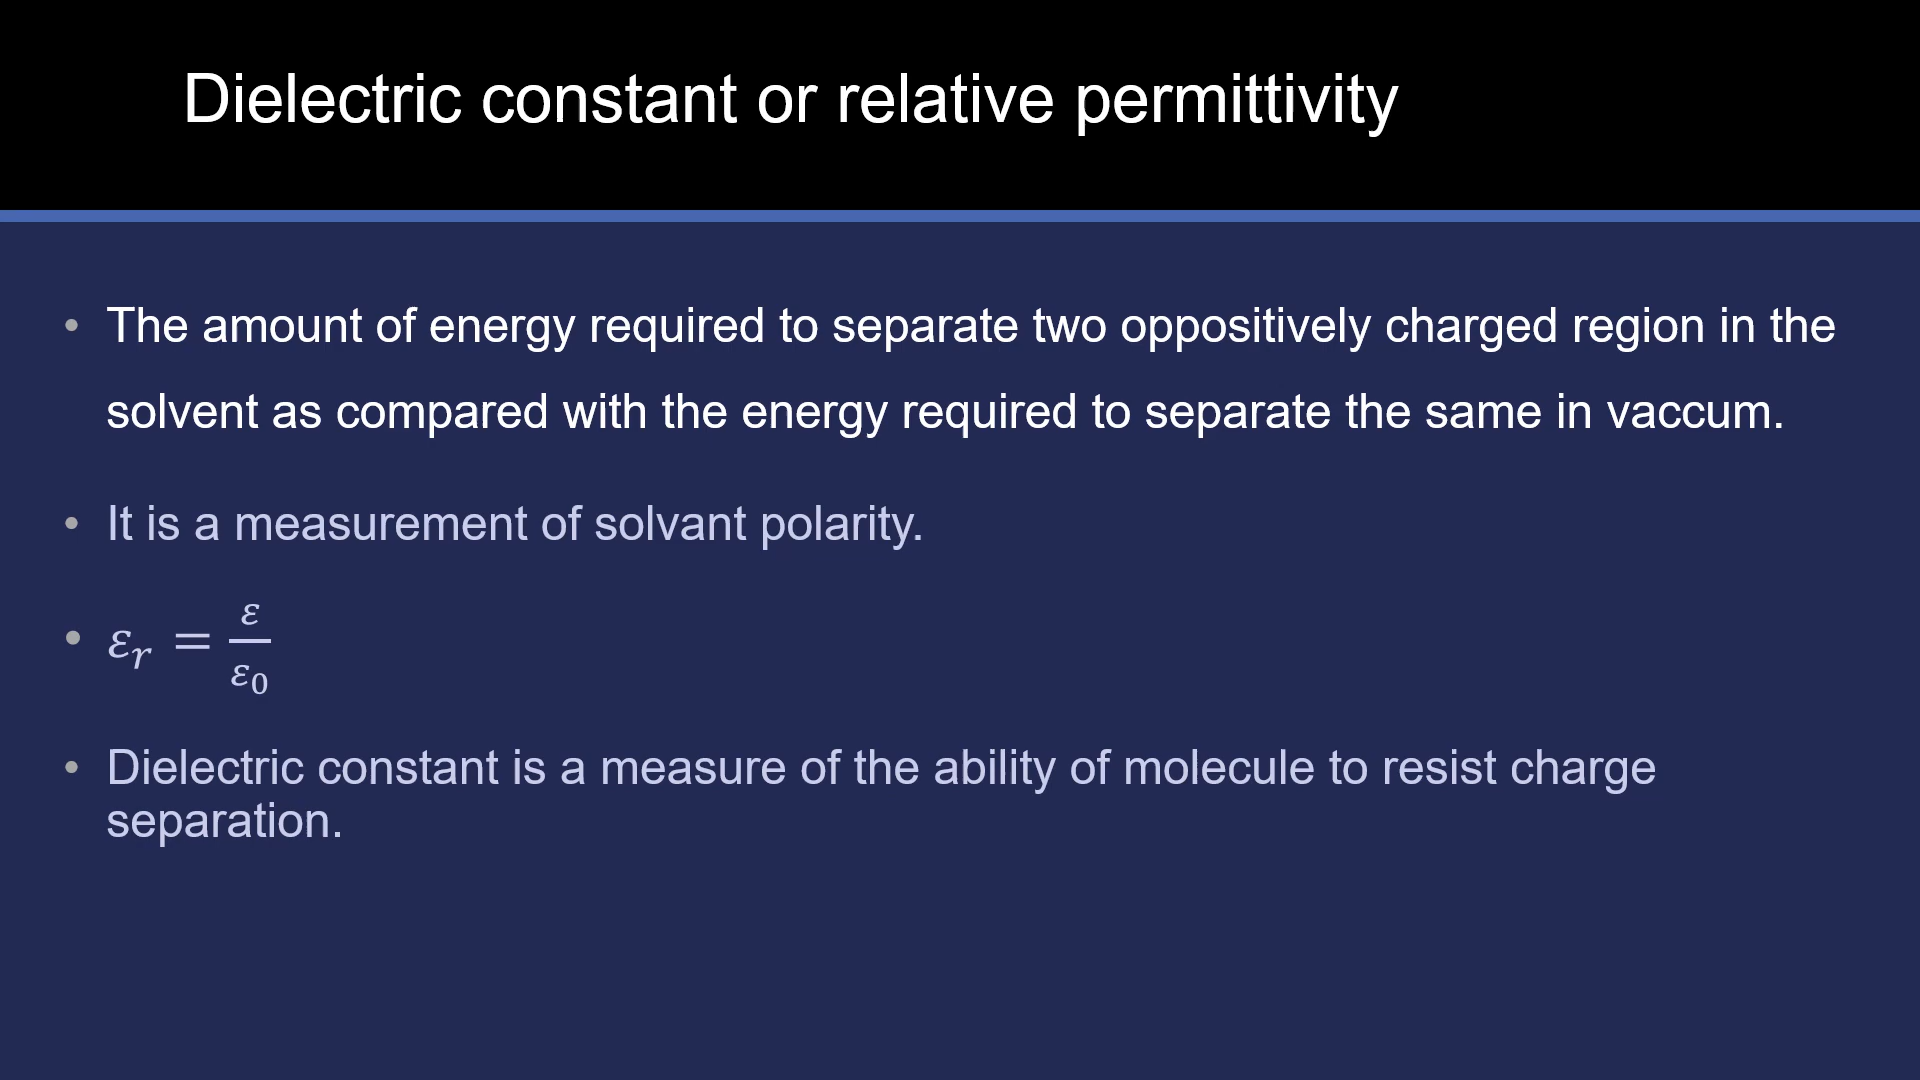 Dielectric constant or relative permittivity
• The amount of energy required to separate two oppositively charged region in the
solvent as compared with the energy required to separate the same in vaccum.
• It is a measurement of solvant polarity.
• εᵣ = ε/ε₀
• Dielectric constant is a measure of the ability of molecule to resist charge
separation.